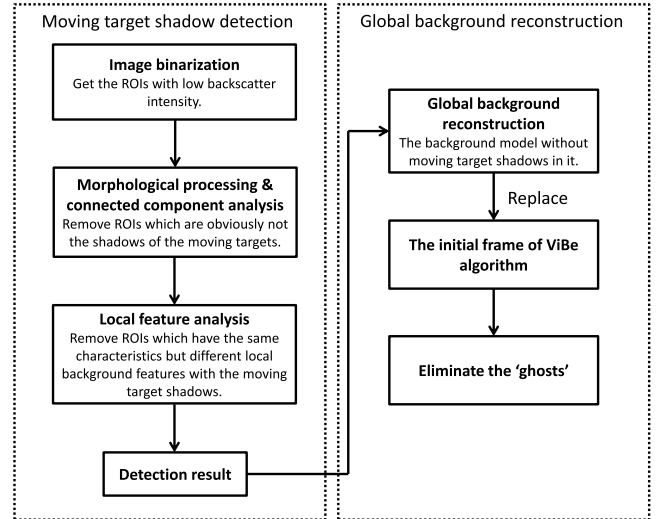 Moving target shadow detection
Image binarization
Get the ROIs with low backscatter
intensity.
Morphological processing &
connected component analysis
Remove ROIs which are obviously not
the shadows of the moving targets.
Local feature analysis
Remove ROIs which have the same
characteristics but different local
background features with the moving
target shadows.
Detection result
Global background reconstruction
Global background
reconstruction
The background model without
moving target shadows in it.
Replace
The initial frame of ViBe
algorithm
Eliminate the ‘ghosts’